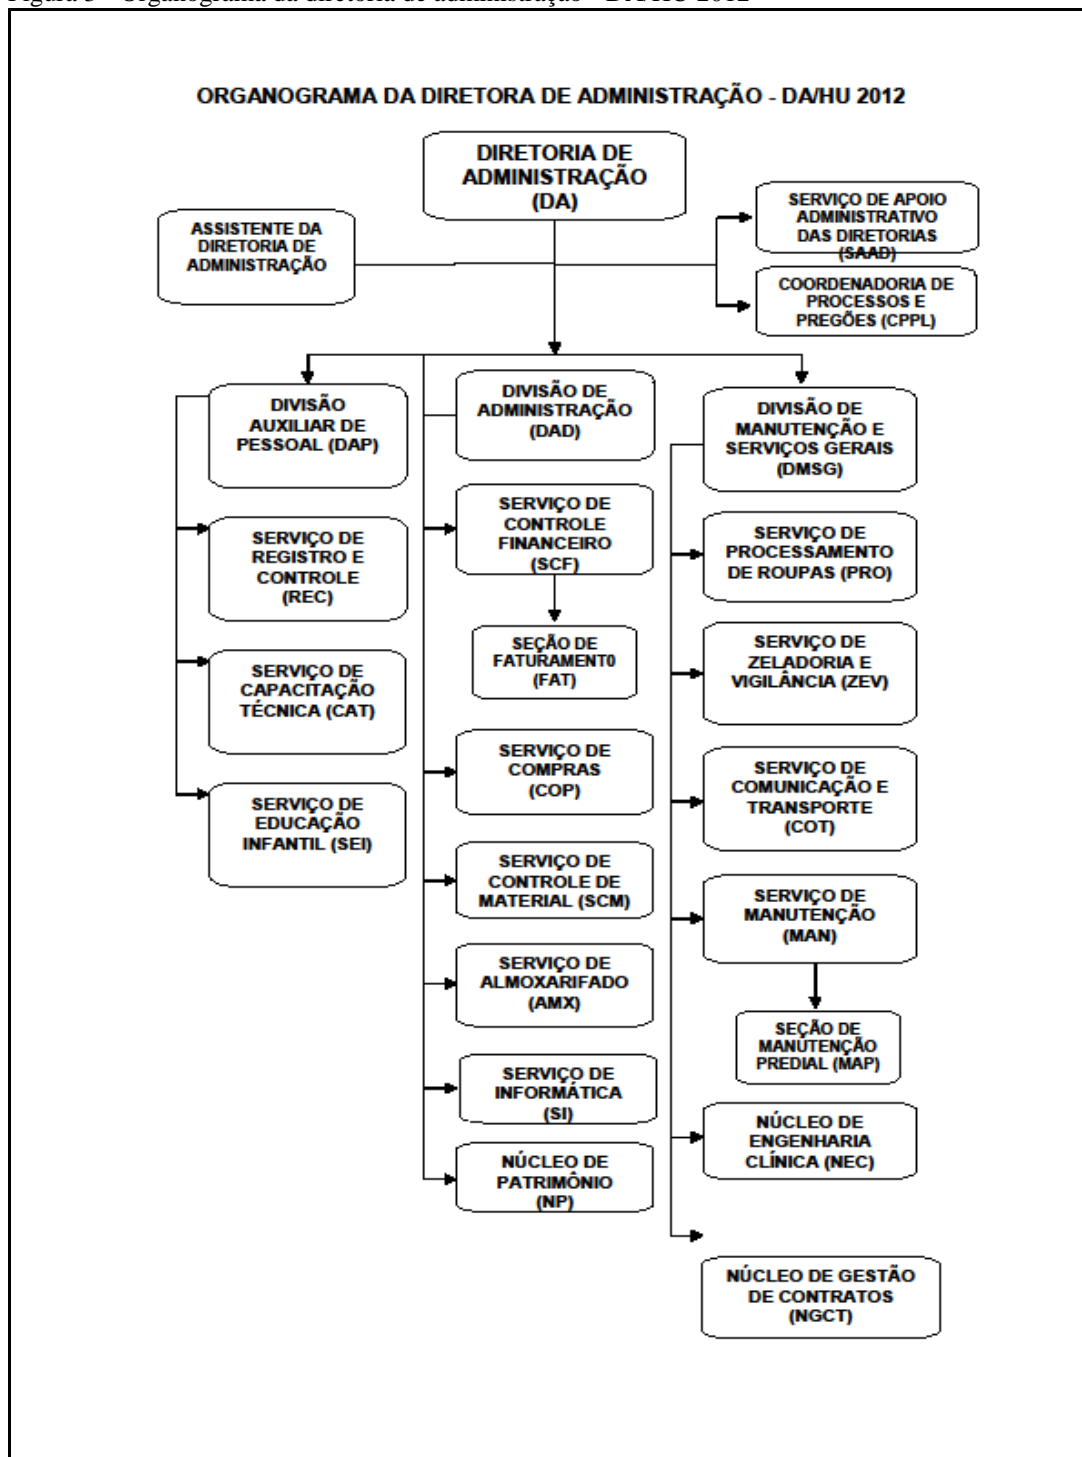 ORGANOGRAMA DA DIRETORA DE ADMINISTRAÇÃO - DA/HU 2012
DIRETORIA DE
ADMINISTRAÇÃO
(DA)
ASSISTENTE DA
DIRETORIA DE
ADMINISTRAÇÃO
SERVIÇO DE APOIO
ADMINISTRATIVO
DAS DIRETORIAS
(SAAD)
COORDENADORIA DE
PROCESSOS E
PREGÕES (CPPL)
DIVISÃO
AUXILIAR DE
PESSOAL (DAP)
SERVIÇO DE
REGISTRO E
CONTROLE
(REC)
SERVIÇO DE
CAPACITAÇÃO
TÉCNICA (CAT)
SERVIÇO DE
EDUCAÇÃO
INFANTIL (SEI)
DIVISÃO DE
ADMINISTRAÇÃO
(DAD)
SERVIÇO DE
CONTROLE
FINANCEIRO
(SCF)
SEÇÃO DE
FATURAMENT0
(FAT)
SERVIÇO DE
COMPRAS
(COP)
SERVIÇO DE
CONTROLE DE
MATERIAL (SCM)
SERVIÇO DE
ALMOXARIFADO
(AMX)
SERVIÇO DE
INFORMÁTICA
(SI)
NÚCLEO DE
PATRIMÔNIO
(NP)
DIVISÃO DE
MANUTENÇÃO E
SERVIÇOS GERAIS
(DMSG)
SERVIÇO DE
PROCESSAMENTO
DE ROUPAS (PRO)
SERVIÇO DE
ZELADORIA E
VIGILÂNCIA (ZEV)
SERVIÇO DE
COMUNICAÇÃO E
TRANSPORTE
(COT)
SERVIÇO DE
MANUTENÇÃO
(MAN)
SEÇÃO DE
MANUTENÇÃO
PREDIAL (MAP)
NÚCLEO DE
ENGENHARIA
CLÍNICA (NEC)
NÚCLEO DE GESTÃO
DE CONTRATOS
(NGCT)